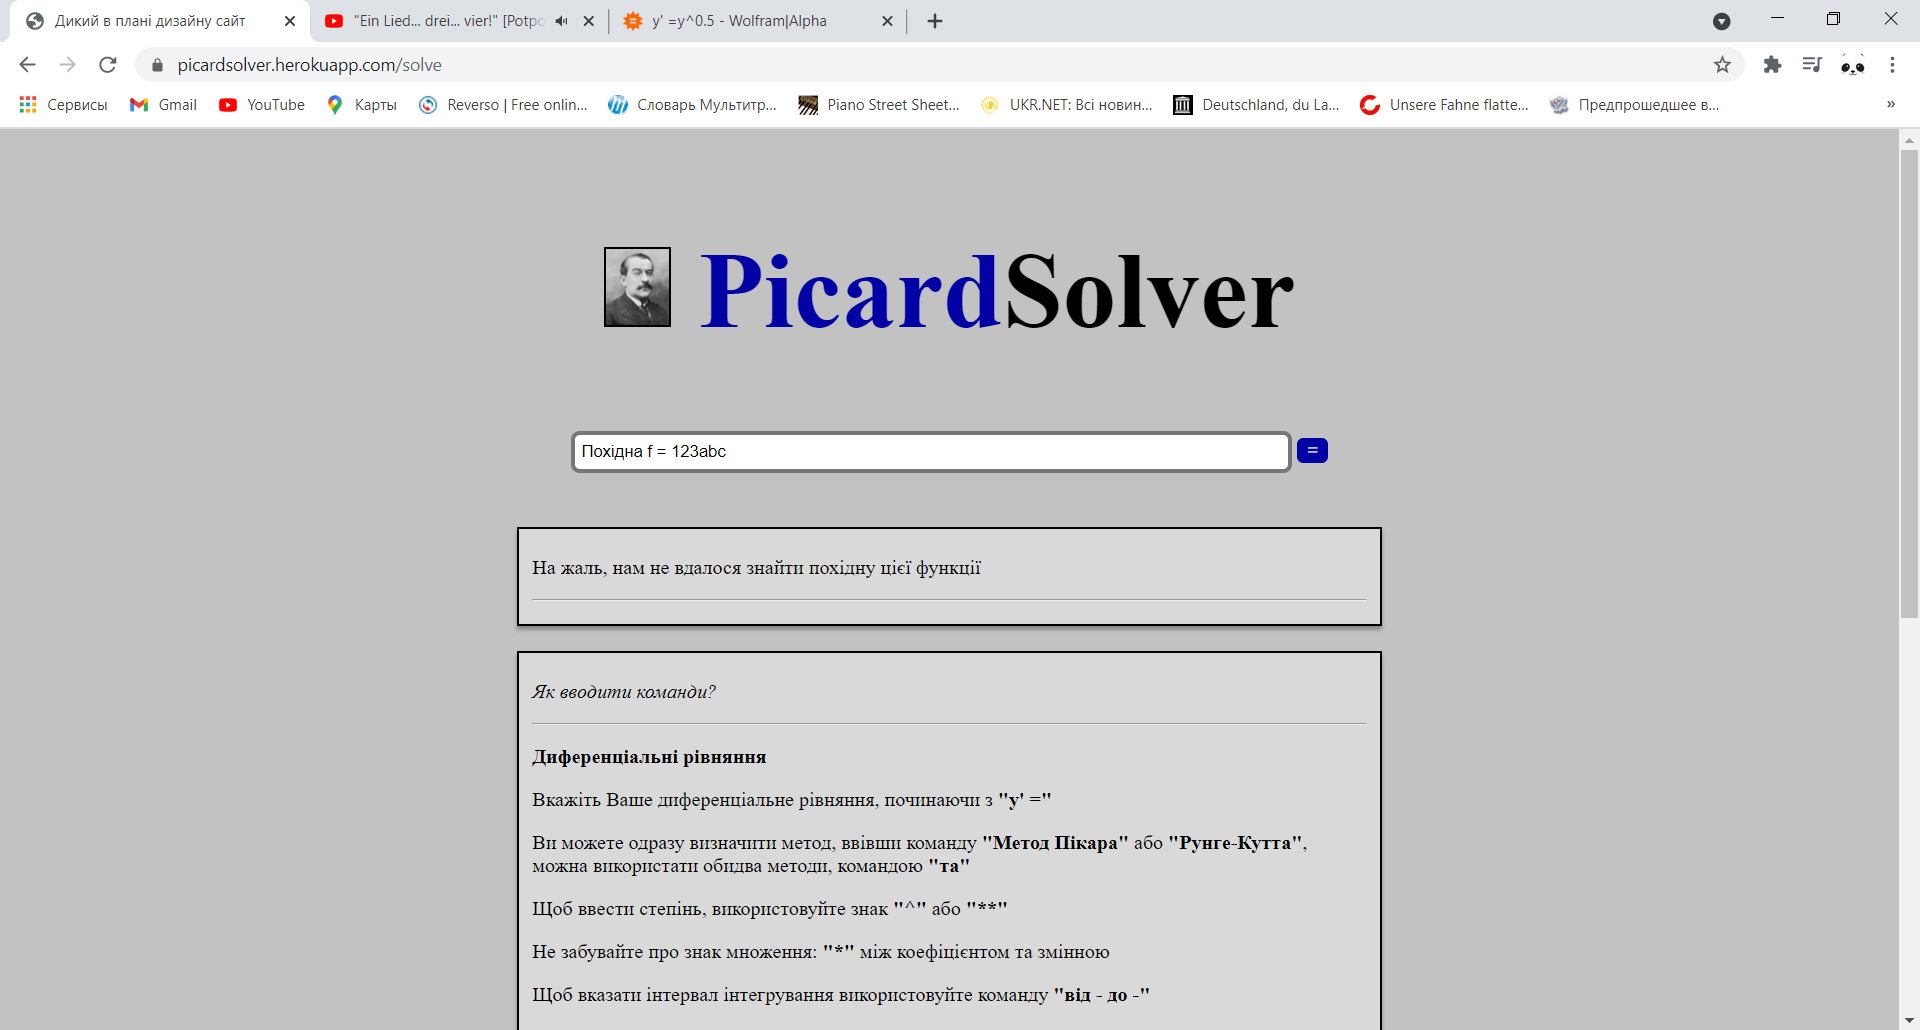 Дикий в плані дизайну сайт
"Ein Lied... drei... vier!" [Potpo
y' =y^0.5 - Wolfram|Alpha
picardsolver.herokuapp.com/solve
Сервисы
Gmail
YouTube
Карты
Reverso | Free onlin...
Словарь Мультитр...
Piano Street Sheet...
UKR.NET: Всі новин...
Deutschland, du La...
Unsere Fahne flatte...
Предпрошедшее в...
»
PicardSolver
Похідна f = 123abc
=
На жаль, нам не вдалося знайти похідну цієї функції
Як вводити команди?
Диференціальні рівняння
Вкажіть Ваше диференціальне рівняння, починаючи з "y' ="
Ви можете одразу визначити метод, ввівши команду "Метод Пікара" або "Рунге-Кутта",
можна використати обидва методи, командою "та"
Щоб ввести степінь, використовуйте знак "^" або "**"
Не забувайте про знак множення: "*" між коефіцієнтом та змінною
Щоб вказати інтервал інтегрування використовуйте команду "від - до -"